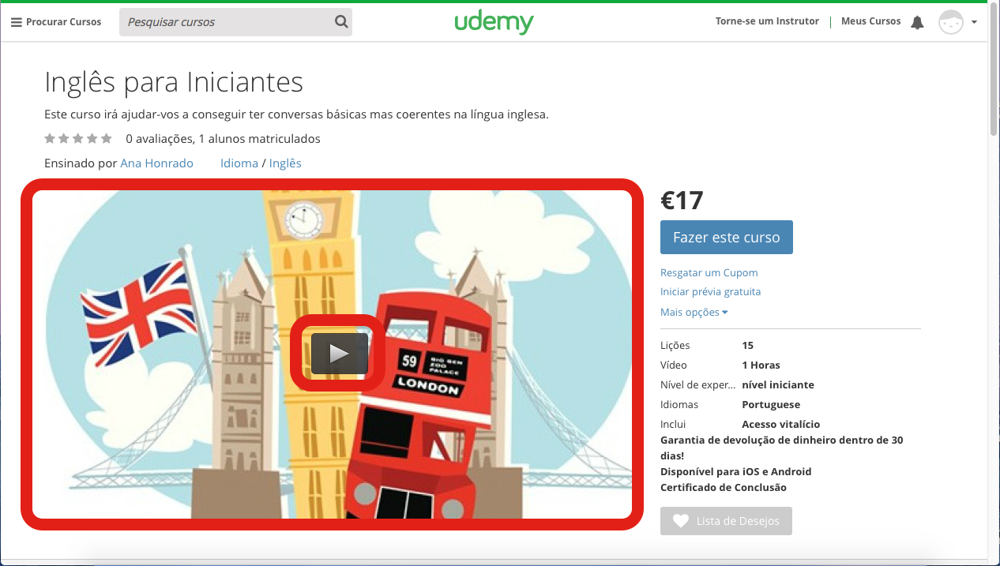 Procurar Cursos
Pesquisar cursos
udemy
Torne-se um Instrutor | Meus Cursos
Inglês para Iniciantes
Este curso irá ajudar-vos a conseguir ter conversas básicas mas coerentes na língua inglesa.
0 avaliações, 1 alunos matriculados
Ensinado por Ana Honrado Idioma / Inglês
59
BIG BEN
ZOO
PALACE
LONDON
€17
Fazer este curso
Resgatar um Cupom
Iniciar prévia gratuita
Mais opções
Lições 15
Vídeo 1 Horas
Nível de exper... nível iniciante
Idiomas Portuguese
Inclui Acesso vitalício
Garantia de devolução de dinheiro dentro de 30
dias!
Disponível para iOS e Android
Certificado de Conclusão
Lista de Desejos